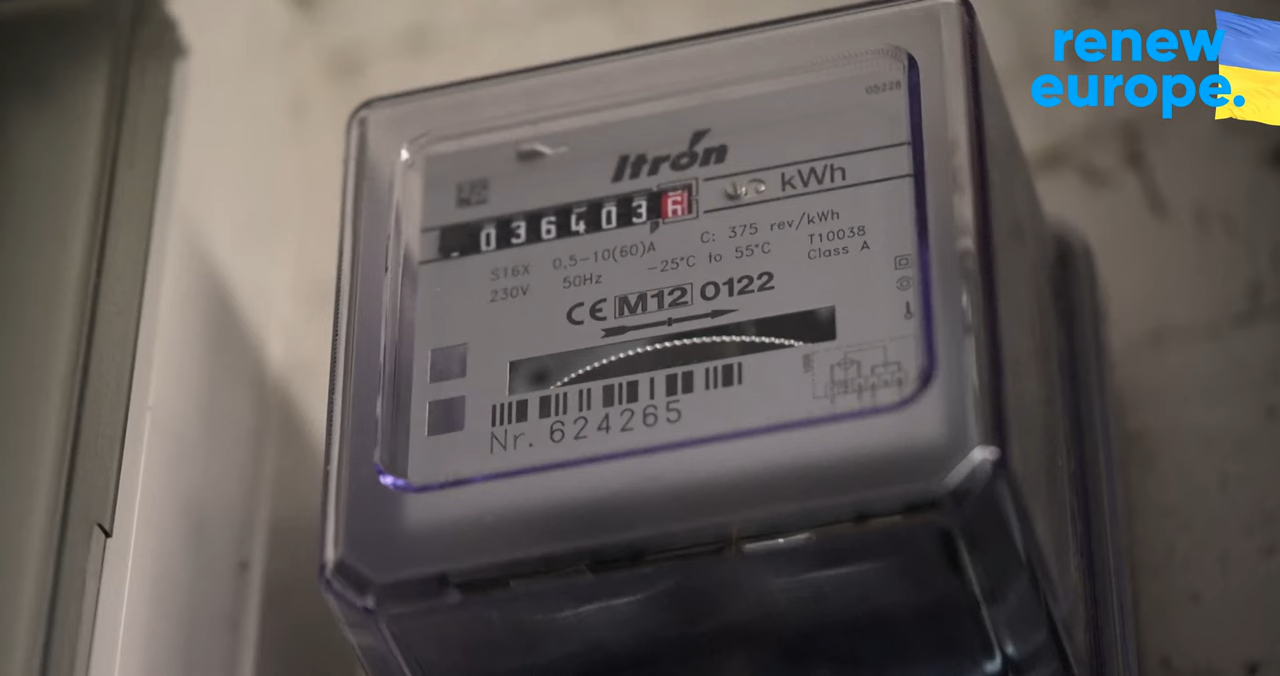 renew
europe.
05228
Itrón
kWh
036403
S16X 0,5-10(60)A C: 375 rev/kWh T10038
230V 50Hz -25°C to 55°C Class A
CE M12 0122
Nr. 624265